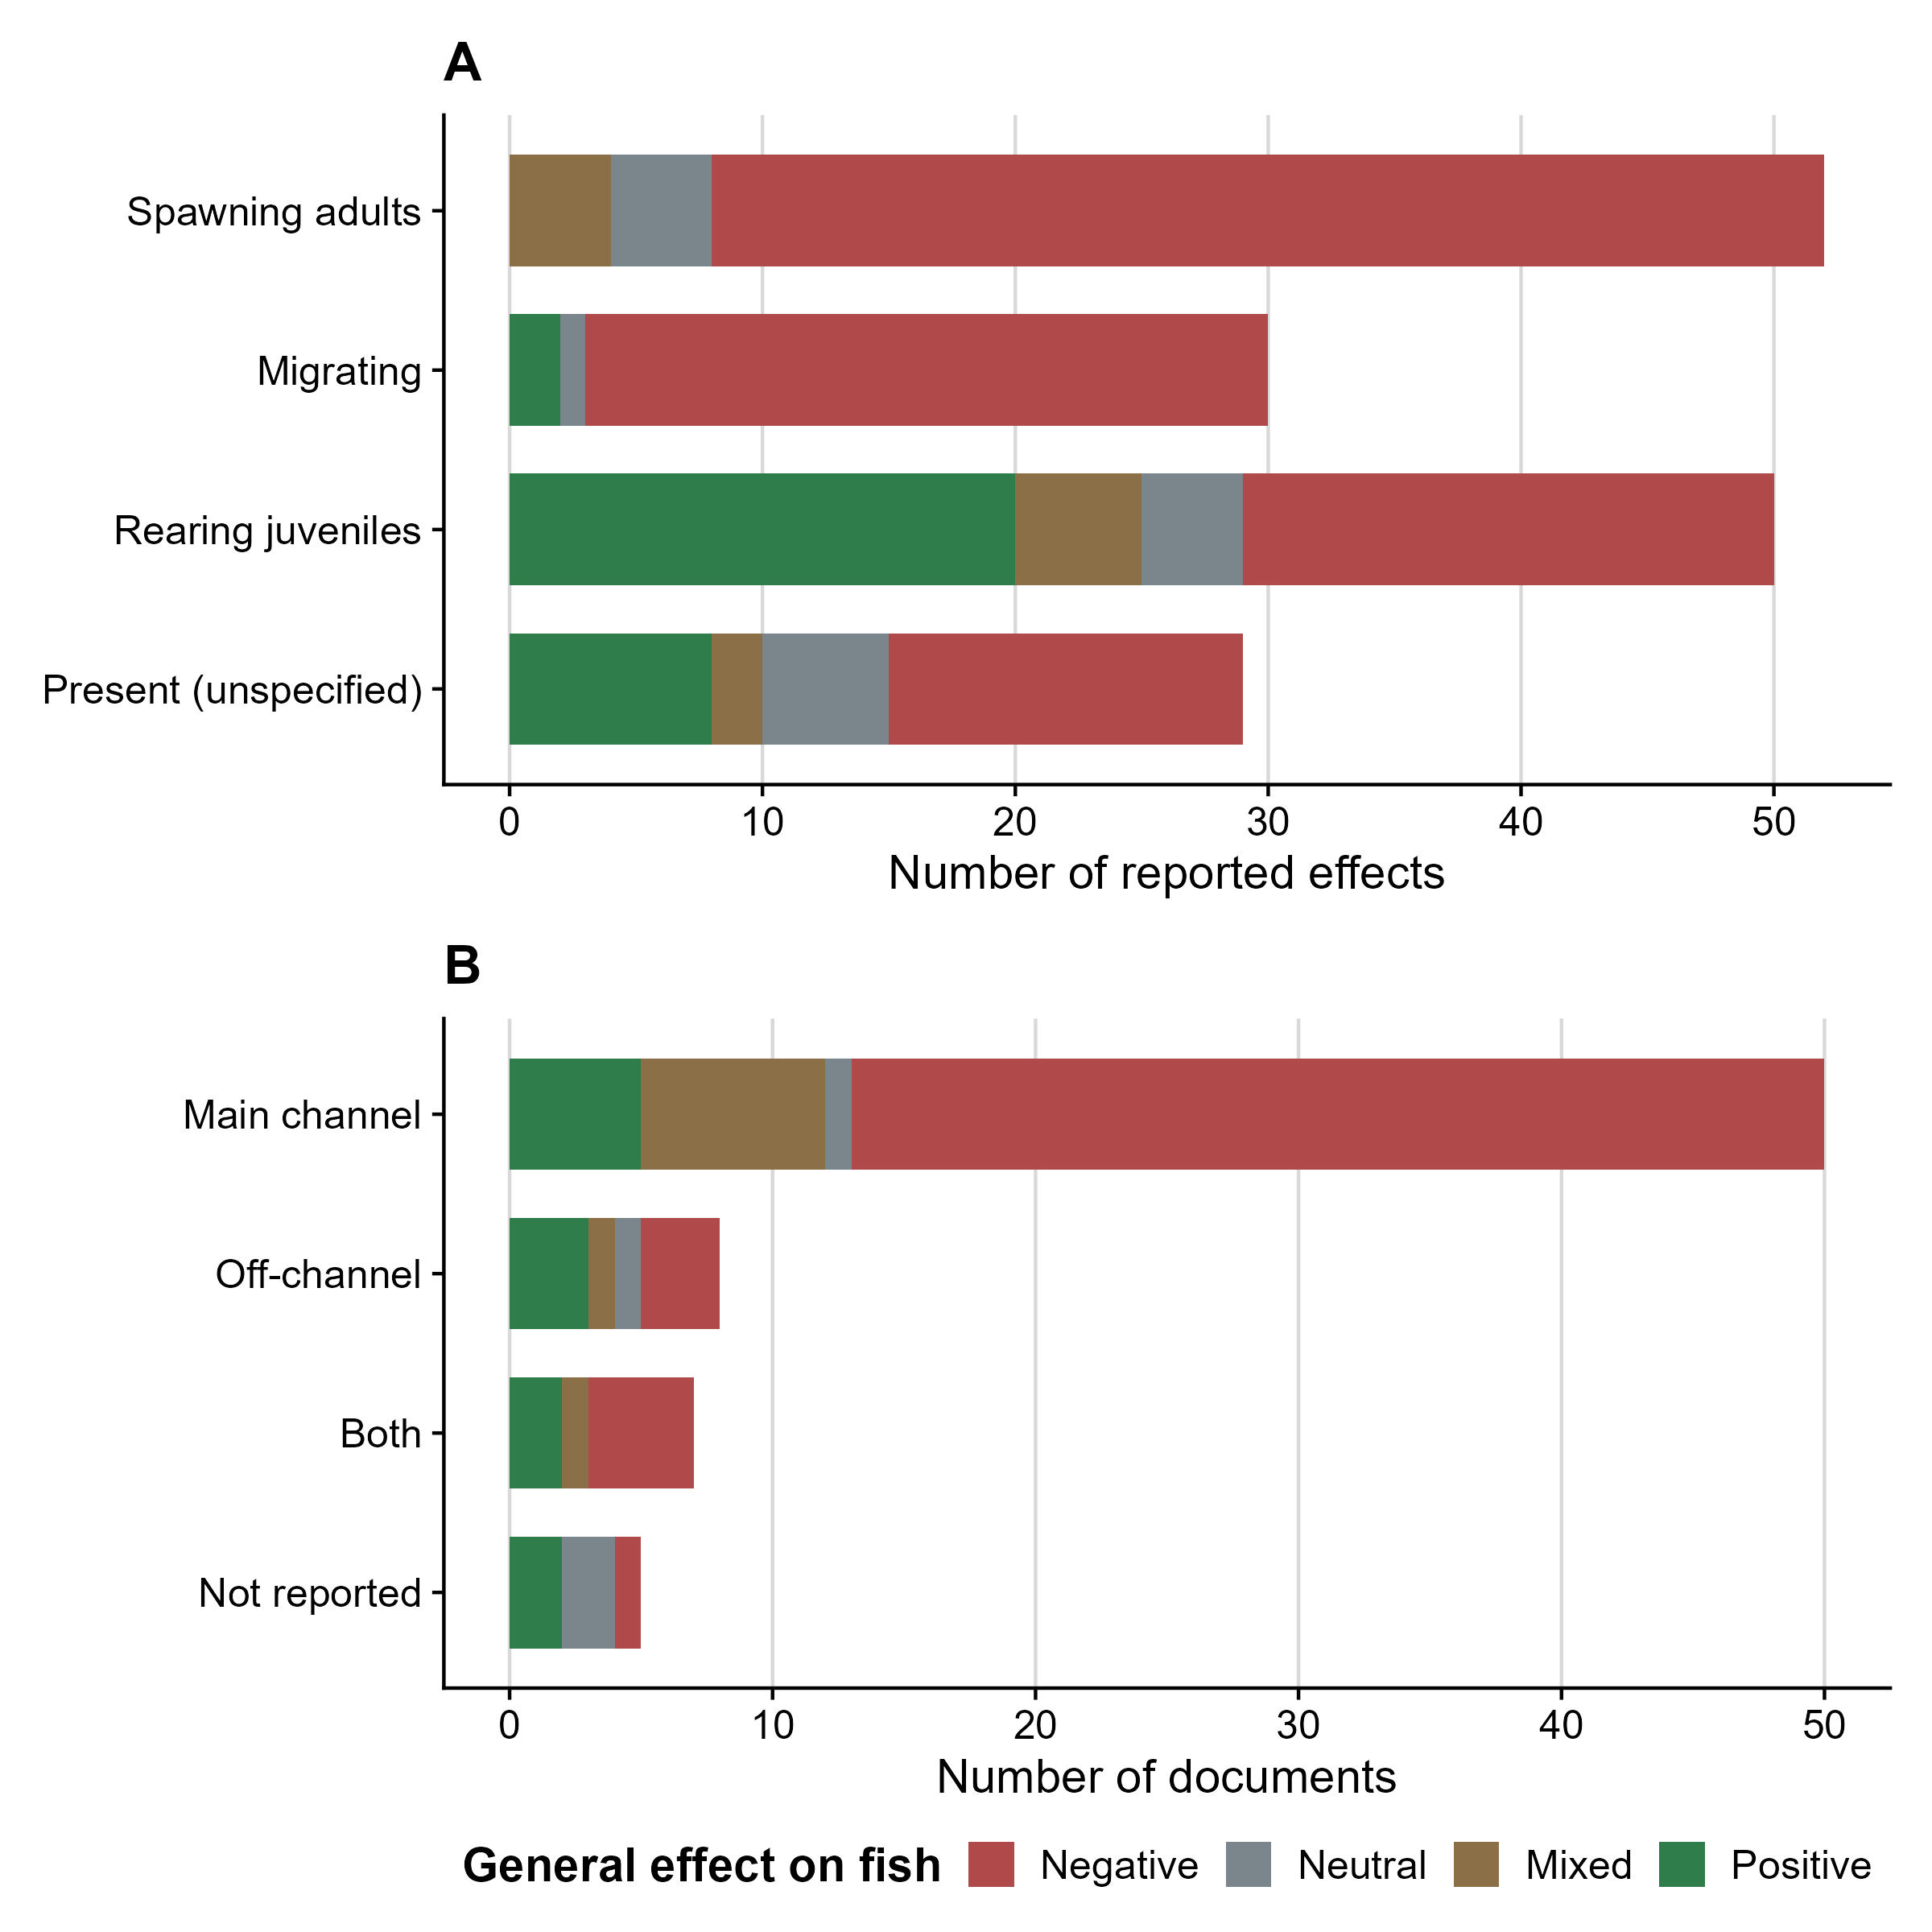 A
Spawning adults
Migrating
Rearing juveniles
Present (unspecified)
0 10 20 30 40 50
Number of reported effects
B
Main channel
Off-channel
Both
Not reported
0 10 20 30 40 50
Number of documents
General effect on fish Negative Neutral Mixed Positive